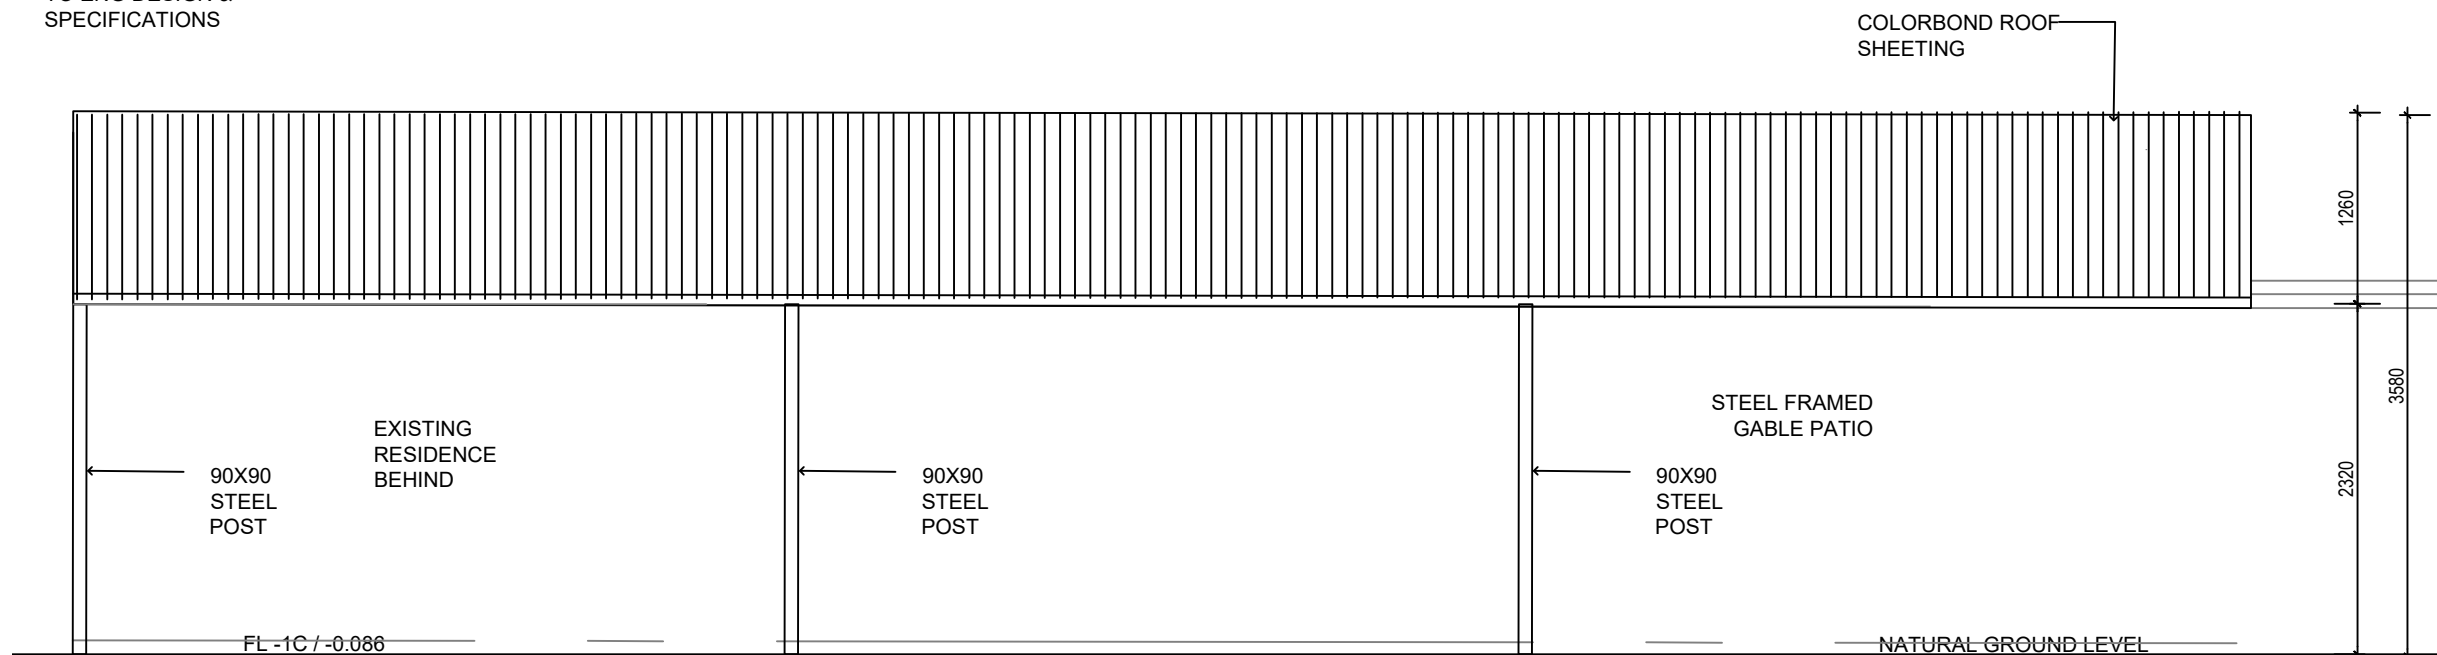 SPECIFICATIONS
COLORBOND ROOF
SHEETING
1260
3580
STEEL FRAMED
GABLE PATIO
EXISTING
RESIDENCE
BEHIND
90X90
STEEL
POST
90X90
STEEL
POST
90X90
STEEL
POST
2320
FL -1C / -0.086
NATURAL GROUND LEVEL